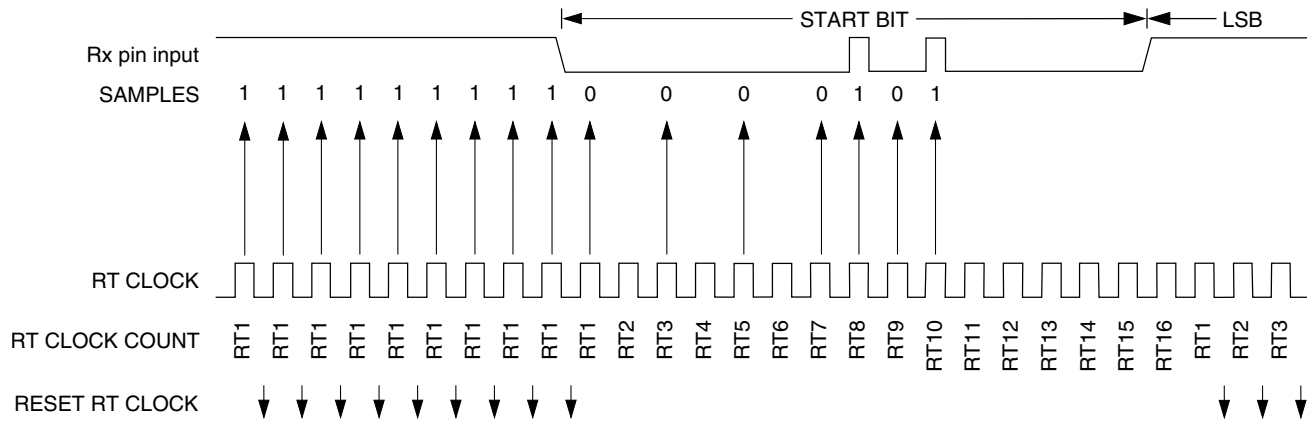 START BIT LSB
Rx pin input
SAMPLES 1 1 1 1 1 1 1 1 1 0 0 0 0 1 0 1
RT CLOCK
RT CLOCK COUNT RT1 RT1 RT1 RT1 RT1 RT1 RT1 RT1 RT1 RT1 RT2 RT3 RT4 RT5 RT6 RT7 RT8 RT9 RT10 RT11 RT12 RT13 RT14 RT15 RT16 RT1 RT2 RT3
RESET RT CLOCK